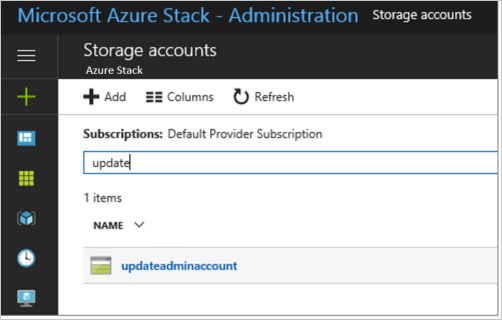 Microsoft Azure Stack - Administration Storage accounts
Storage accounts
Azure Stack
Add Columns Refresh
Subscriptions: Default Provider Subscription
update
1 items
NAME
updateadminaccount